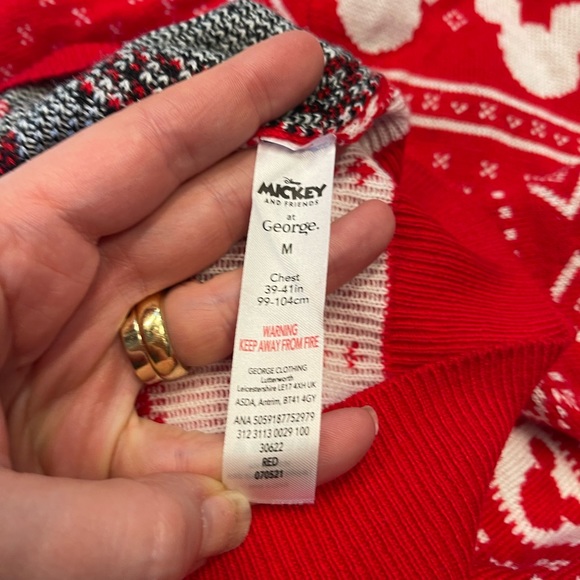 Disney
MICKEY
AND FRIENDS
at
George.
M
Chest
39-41in
99-104cm
WARNING
KEEP AWAY FROM FIRE
GEORGE CLOTHING
Lutterworth
Leicestershire LE17 4XH UK
ASDA, Antrim, BT41 4GY
ANA 5059187752979
312 3113 0029 100
30622
RED
070521